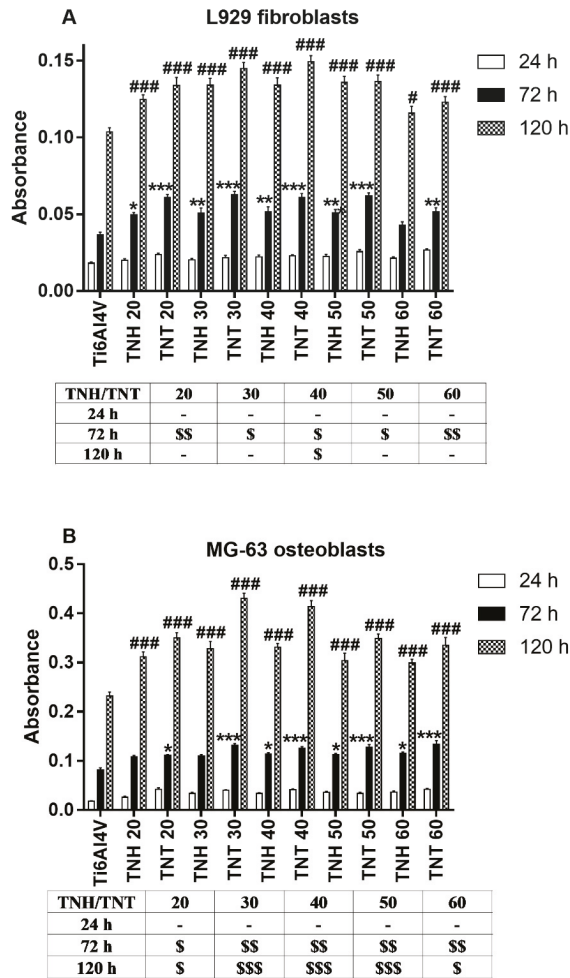 A
L929 fibroblasts
24 h
72 h
120 h
Absorbance
0.15
0.10
0.05
0.00
### ### ### ### ### ### ### ### # ###
* *** ** *** ** *** ** *** **
Ti6Al4V TNH 20 TNT 20 TNH 30 TNT 30 TNH 40 TNT 40 TNH 50 TNT 50 TNH 60 TNT 60
TNH/TNT 20 30 40 50 60
24 h - - - - -
72 h $$ $ $ $ $$
120 h - - $ - -
B
MG-63 osteoblasts
24 h
72 h
120 h
Absorbance
0.5
0.4
0.3
0.2
0.1
0.0
### ### ### ### ### ### ### ### ### ###
* *** * *** * *** * ***
Ti6Al4V TNH 20 TNT 20 TNH 30 TNT 30 TNH 40 TNT 40 TNH 50 TNT 50 TNH 60 TNT 60
TNH/TNT 20 30 40 50 60
24 h - - - - -
72 h $ $$ $$ $$ $$
120 h $ $$$ $$$ $$$ $